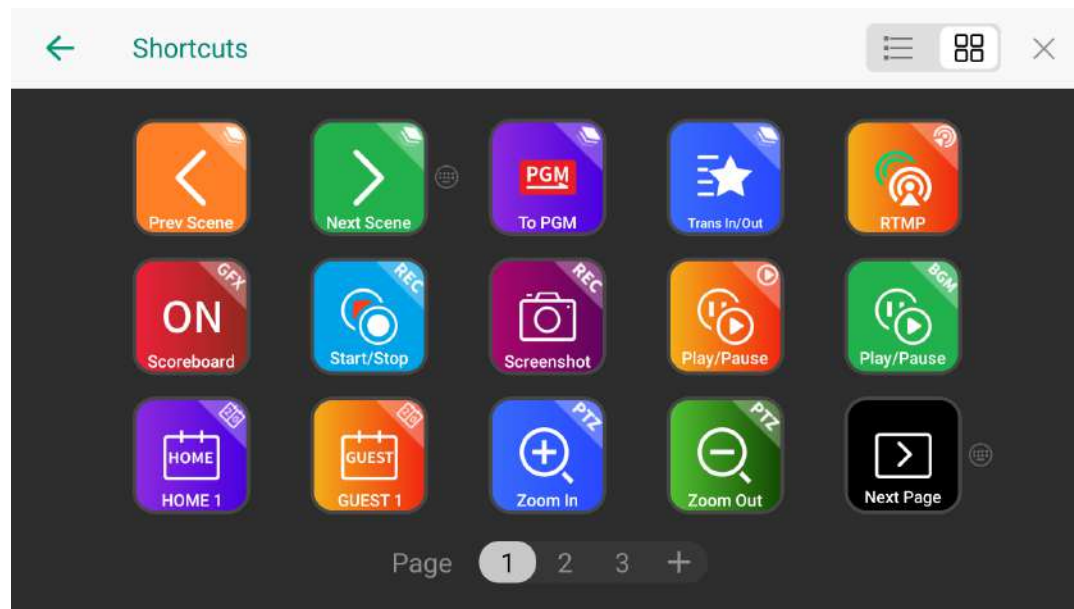 Shortcuts
Prev Scene
Next Scene
PGM
To PGM
Trans In/Out
RTMP
GFX
ON
Scoreboard
REC
Start/Stop
REC
Screenshot
Play/Pause
BGM
Play/Pause
HOME
HOME 1
GUEST
GUEST 1
PTZ
Zoom In
PTZ
Zoom Out
Next Page
Page 1 2 3 +